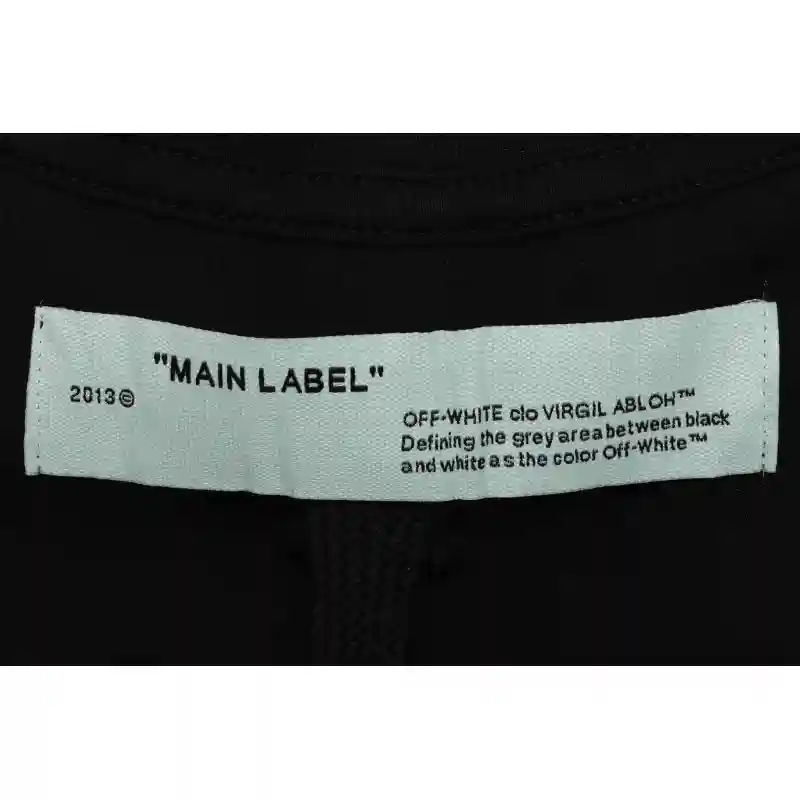 "MAIN LABEL"
2013©
OFF-WHITE c/o VIRGIL ABLOH™
Defining the grey area between black
and white as the color Off-White™